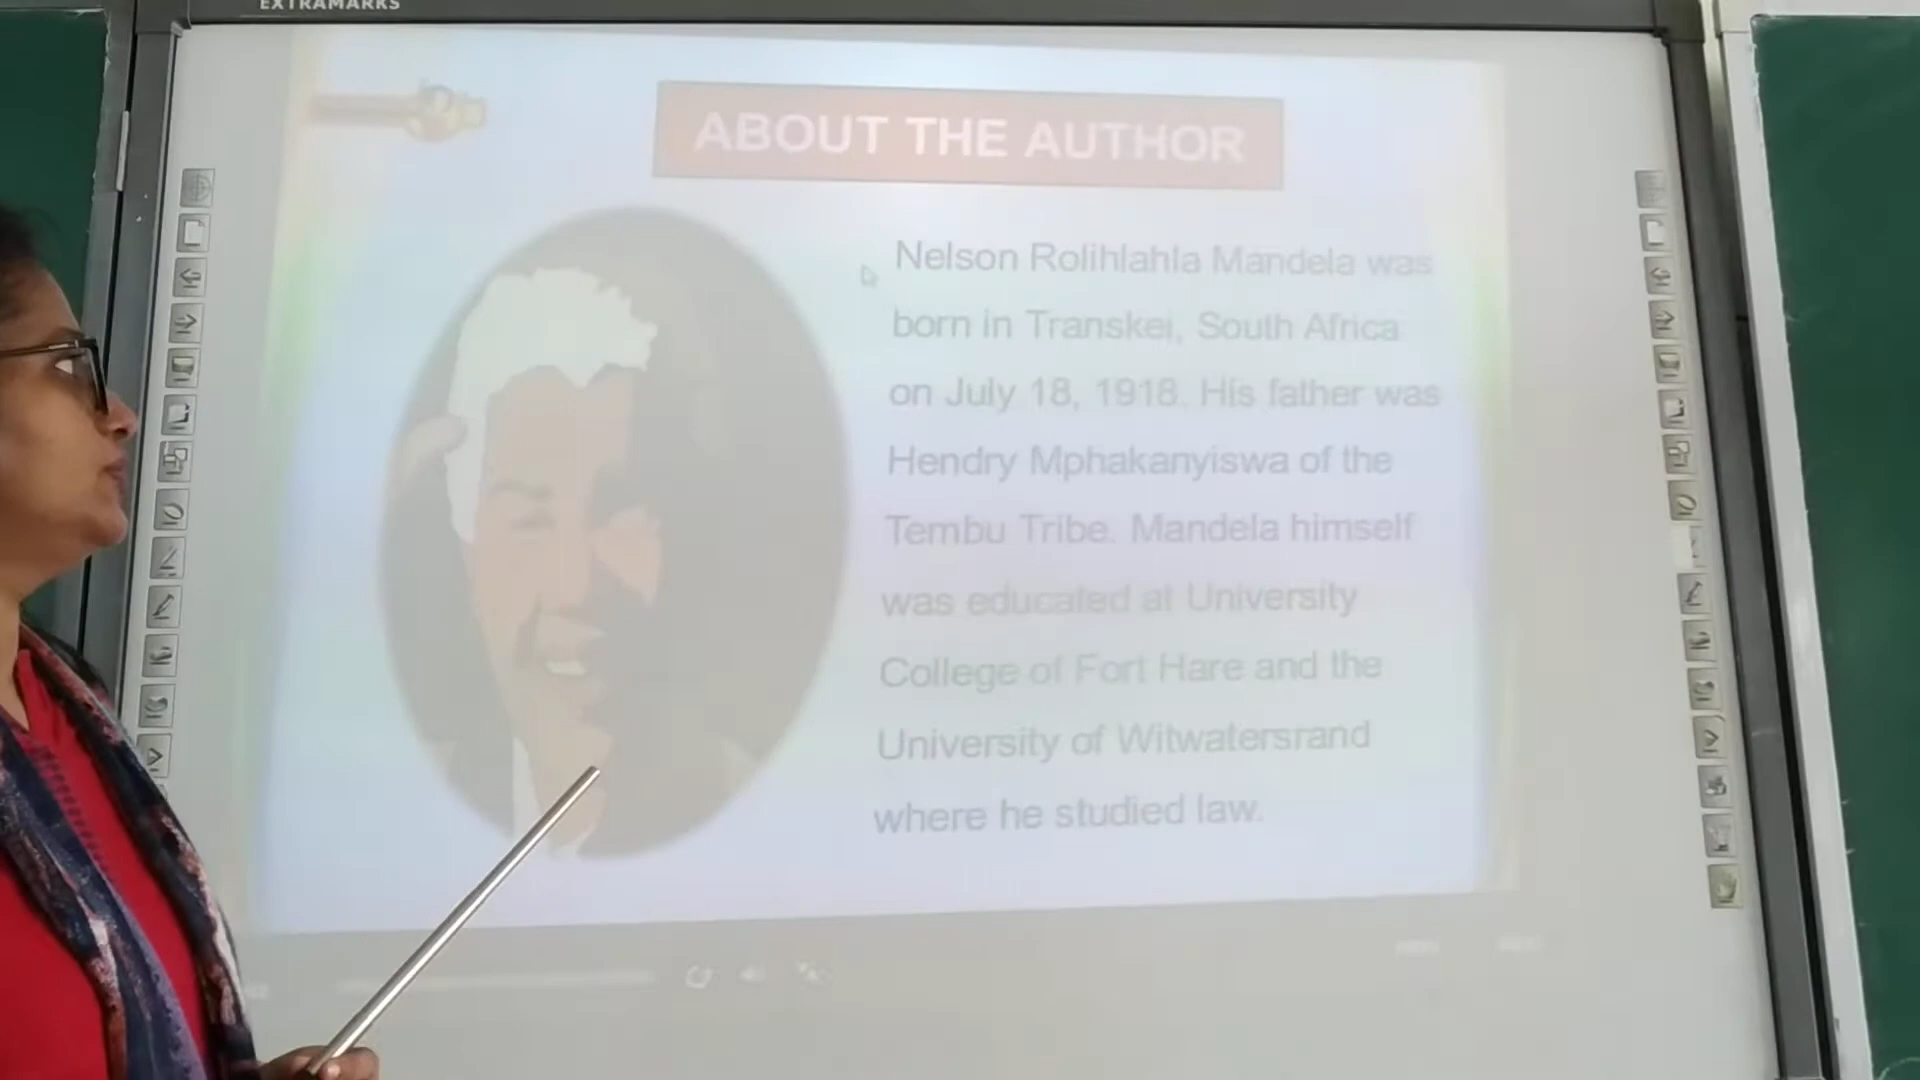 EXTRAMARKS
ABOUT THE AUTHOR
Nelson Rolihlahla Mandela was
born in Transkei, South Africa
on July 18, 1918. His father was
Hendry Mphakanyiswa of the
Tembu Tribe. Mandela himself
was educated at University
College of Fort Hare and the
University of Witwatersrand
where he studied law.